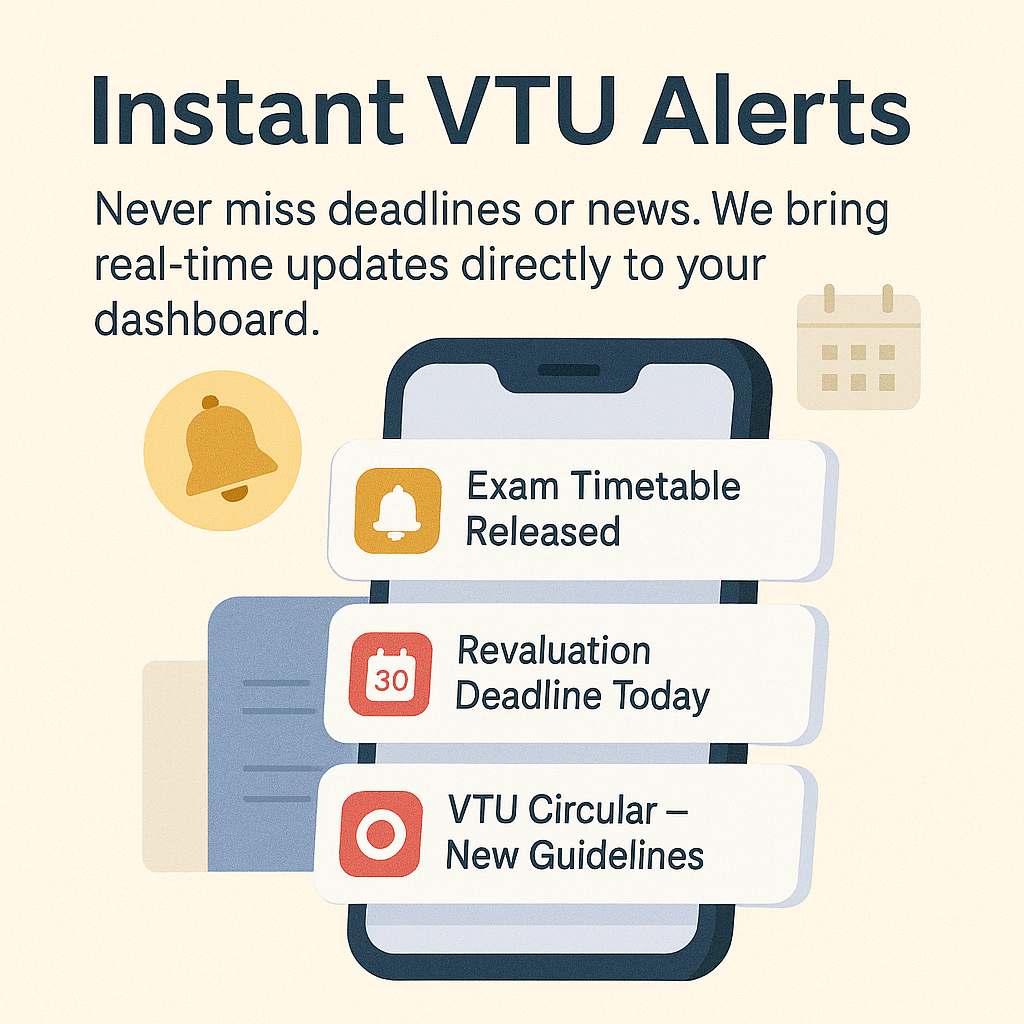 Instant VTU Alerts
Never miss deadlines or news. We bring
real-time updates directly to your
dashboard.
Exam Timetable
Released
30
Revaluation
Deadline Today
VTU Circular –
New Guidelines